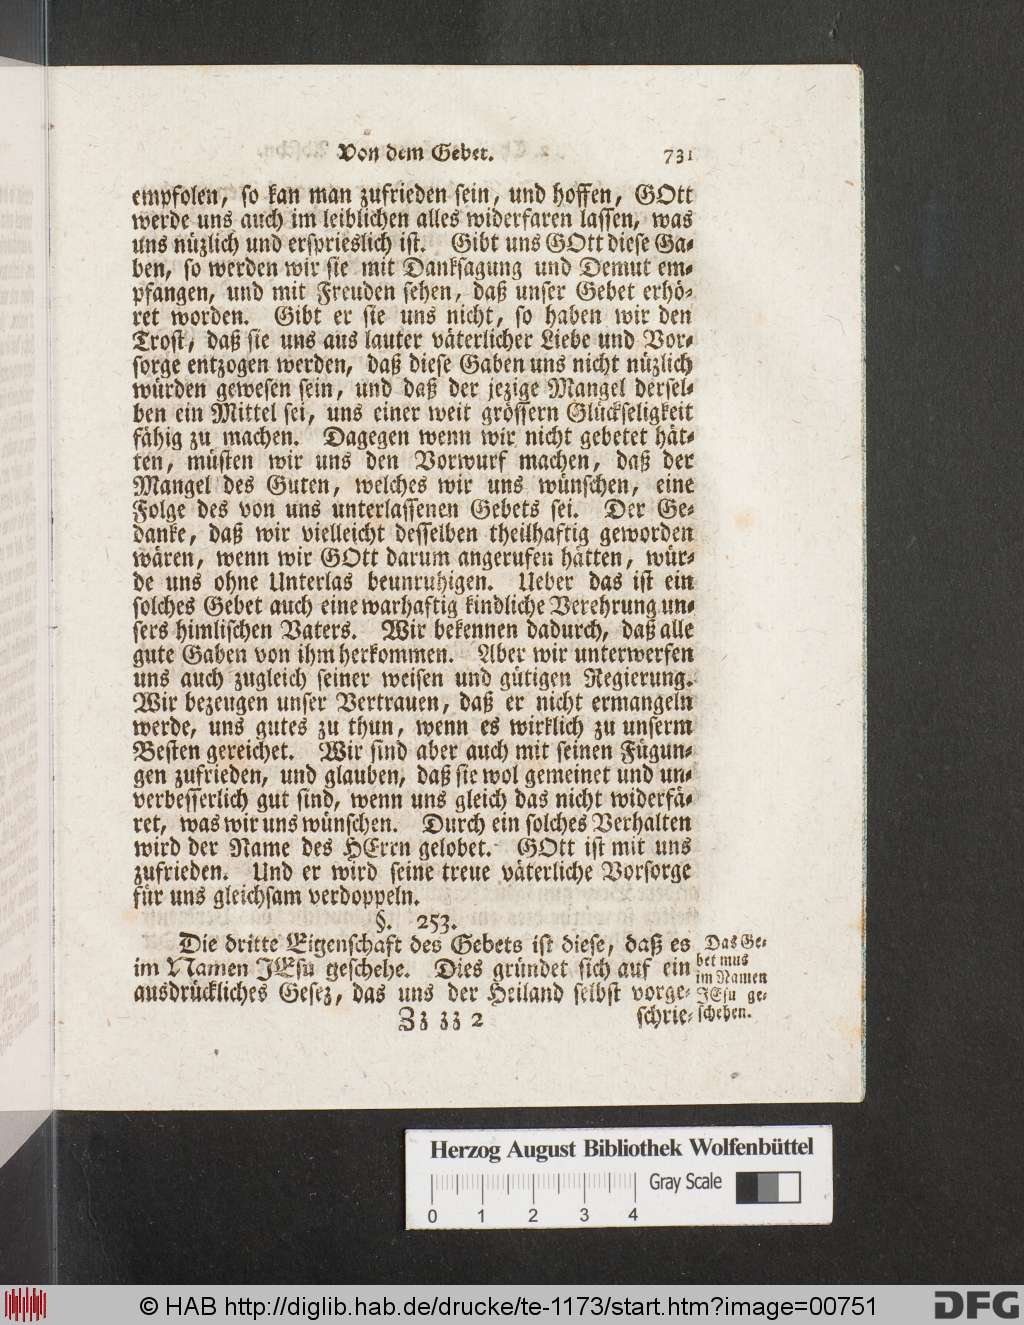 Von dem Gebet. 731
empfolen, so kan man zufrieden sein, und hoffen, GOtt
werde uns auch im leiblichen alles widerfaren lassen, was
uns nüzlich und ersprieslich ist. Gibt uns GOtt diese Ga-
ben, so werden wir sie mit Danksagung und Demut em-
pfangen, und mit Freuden sehen, daß unser Gebet erhö-
ret worden. Gibt er sie uns nicht, so haben wir den
Trost, daß sie uns aus lauter väterlicher Liebe und Vor-
sorge entzogen werden, daß diese Gaben uns nicht nüzlich
würden gewesen sein, und daß der jezige Mangel dersel-
ben ein Mittel sei, uns einer weit grössern Glückseligkeit
fähig zu machen. Dagegen wenn wir nicht gebetet hät-
ten, müsten wir uns den Vorwurf machen, daß der
Mangel des Guten, welches wir uns wünschen, eine
Folge des von uns unterlassenen Gebets sei. Der Ge-
danke, daß wir vielleicht desselben theilhaftig geworden
wären, wenn wir GOtt darum angerufen hätten, wür-
de uns ohne Unterlas beunruhigen. Ueber das ist ein
solches Gebet auch eine warhaftig kindliche Verehrung un-
sers himlischen Vaters. Wir bekennen dadurch, daß alle
gute Gaben von ihm herkommen. Aber wir unterwerfen
uns auch zugleich seiner weisen und gütigen Regierung.
Wir bezeugen unser Vertrauen, daß er nicht ermangeln
werde, uns gutes zu thun, wenn es wirklich zu unserm
Besten gereichet. Wir sind aber auch mit seinen Fügun-
gen zufrieden, und glauben, daß sie wol gemeinet und un-
verbesserlich gut sind, wenn uns gleich das nicht widerfä-
ret, was wir uns wünschen. Durch ein solches Verhalten
wird der Name des HErrn gelobet. GOtt ist mit uns
zufrieden. Und er wird seine treue väterliche Vorsorge
für uns gleichsam verdoppeln.
§. 253.
Die dritte Eigenschaft des Gebets ist diese, daß es
im Namen JEsu geschehe. Dies gründet sich auf ein
ausdrückliches Gesez, das uns der Heiland selbst vorge-
Das Ge-
bet mus
im Namen
JEsu ge-
schehen.
Zz zz 2 schrie-
Herzog August Bibliothek Wolfenbüttel
Gray Scale
0 1 2 3 4
© HAB http://diglib.hab.de/drucke/te-1173/start.htm?image=00751
DFG